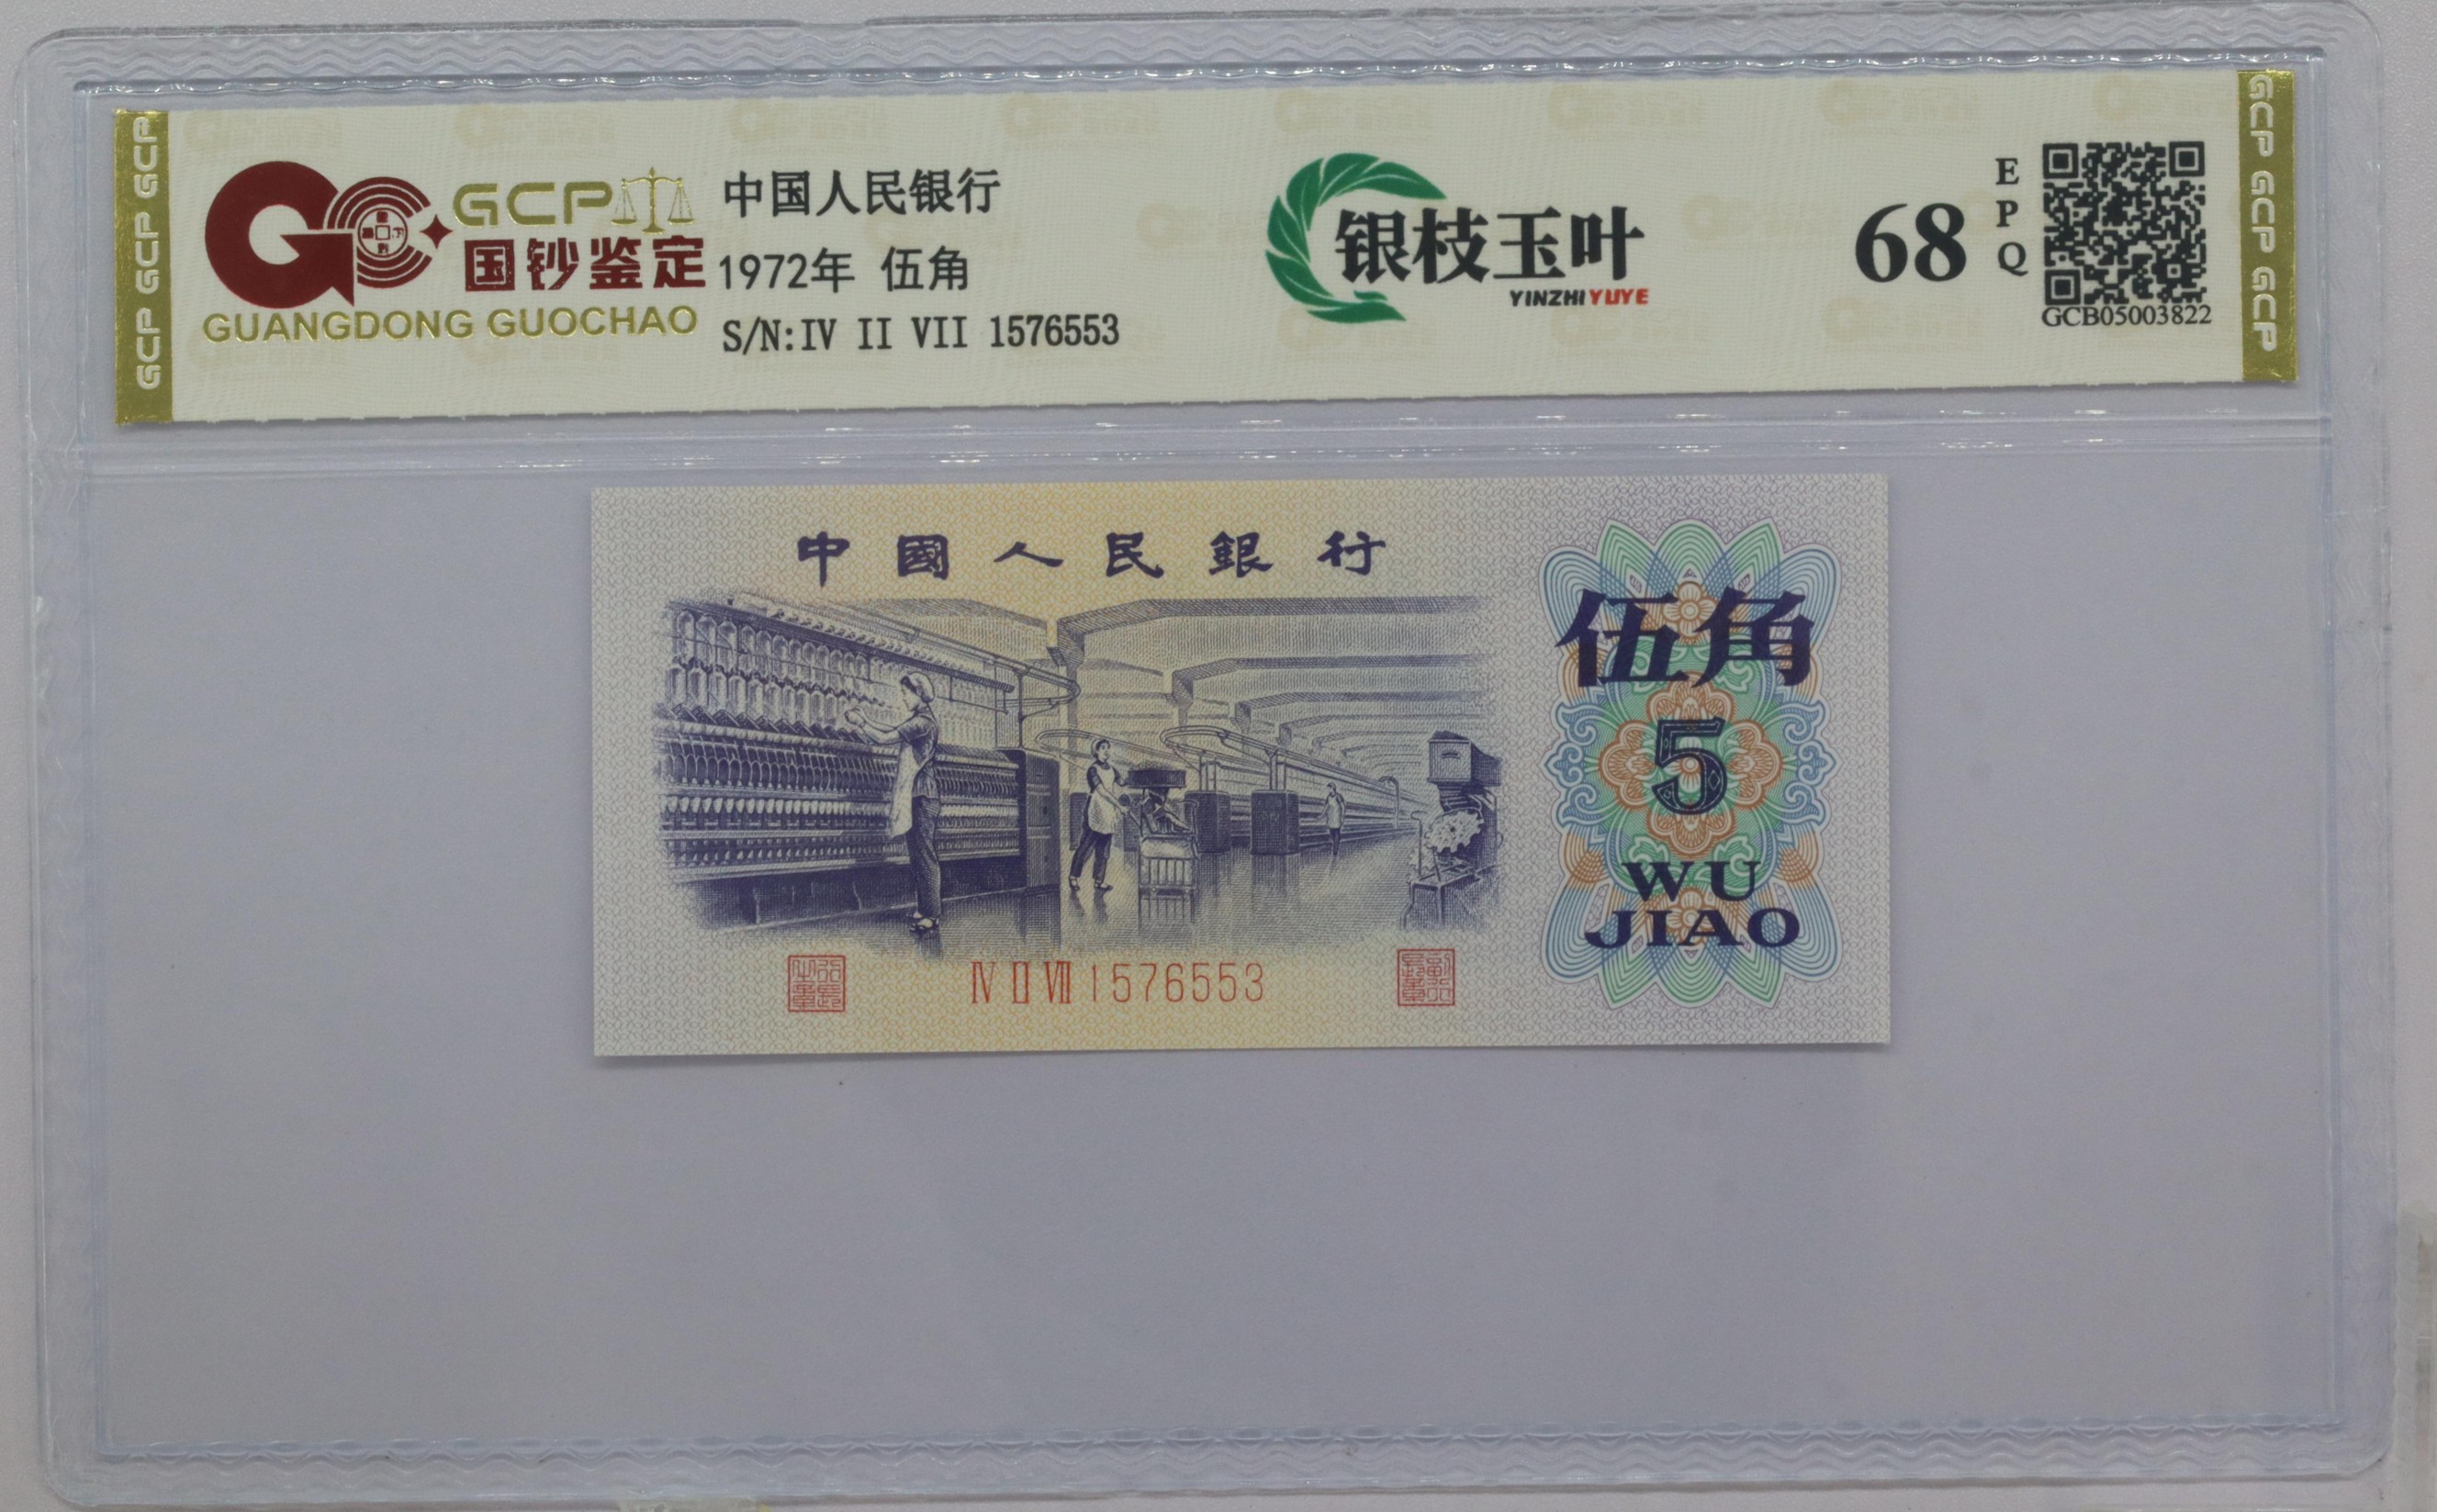 GCP GCP GCP
GCP
国钞鉴定
GUANGDONG GUOCHAO
中国人民银行
1972年 伍角
S/N:IV II VII 1576553
银枝玉叶
YINZHIYUYE
68
EPQ
GCB05003822
GCP GCP GCP
中國人民銀行
伍角
5
WU
JIAO
IV II VII 1576553